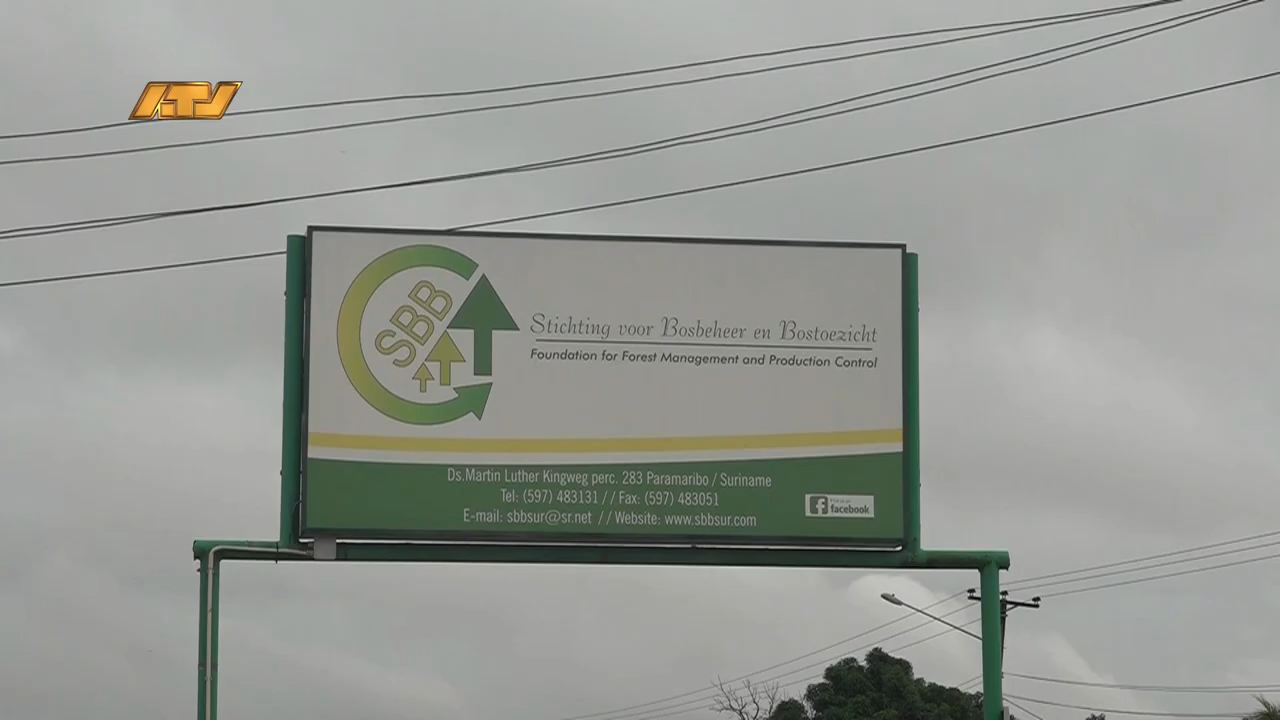 ATV
SBB
Stichting voor Bosbeheer en Bostoezicht
Foundation for Forest Management and Production Control
Ds.Martin Luther Kingweg perc. 283 Paramaribo / Suriname
Tel: (597) 483131 // Fax: (597) 483051
E-mail: sbbsur@sr.net // Website: www.sbbsur.com
facebook